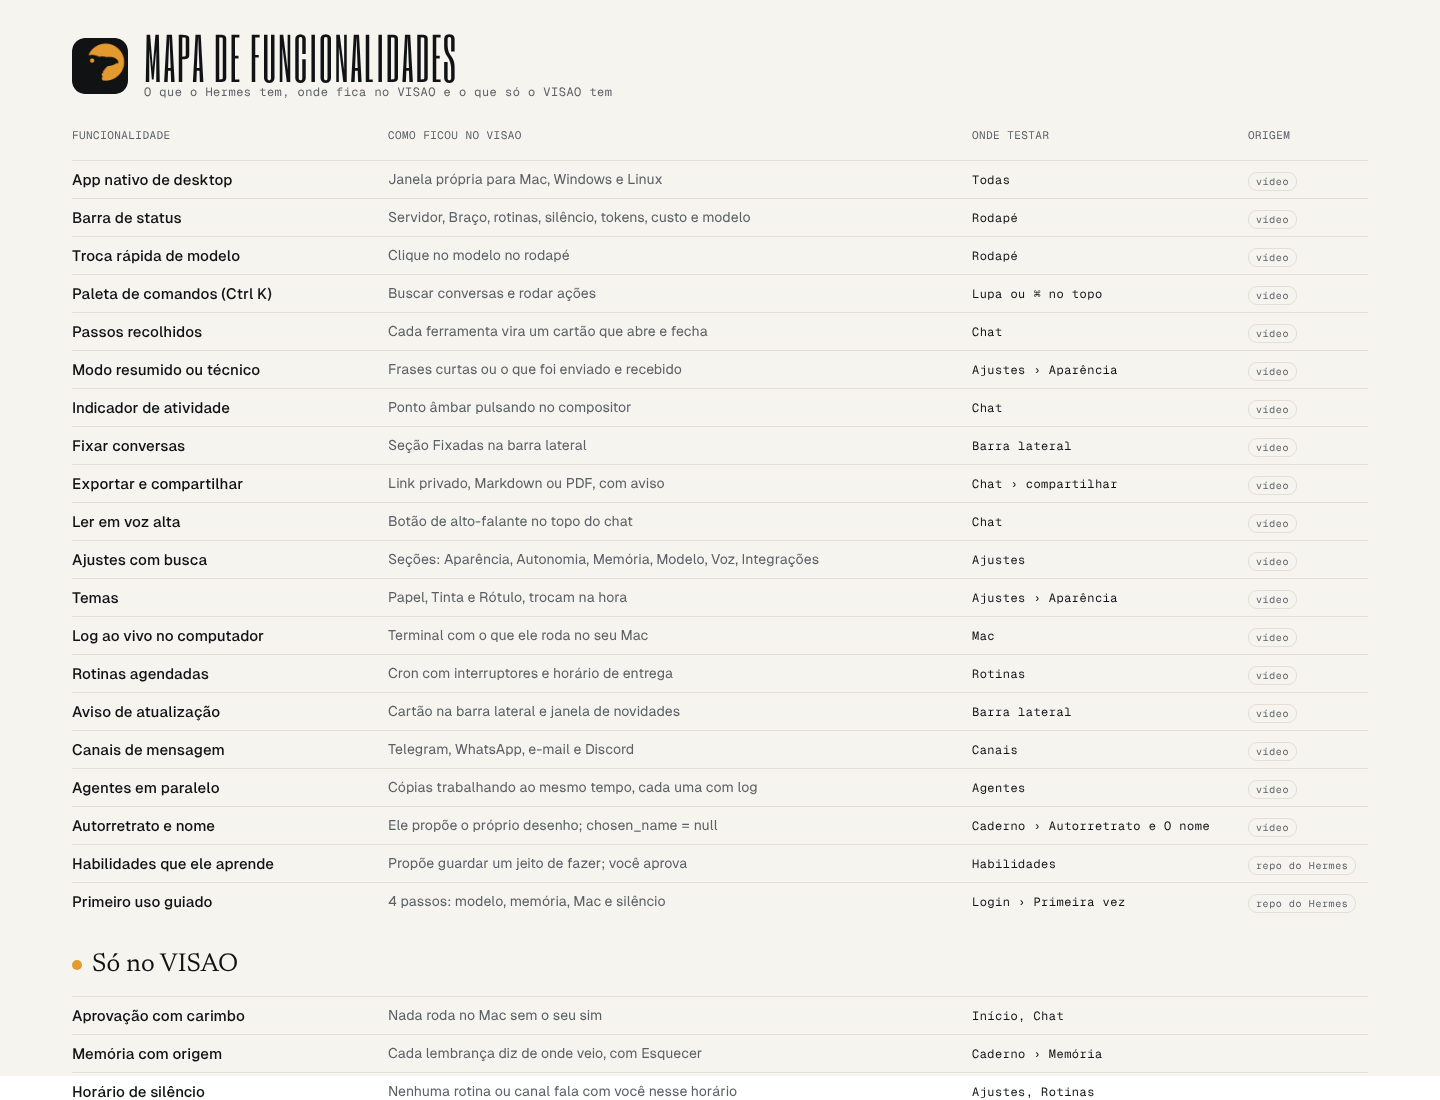 MAPA DE FUNCIONALIDADES
O que o Hermes tem, onde fica no VISAO e o que só o VISAO tem
FUNCIONALIDADE COMO FICOU NO VISAO ONDE TESTAR ORIGEM
App nativo de desktop Janela própria para Mac, Windows e Linux Todas vídeo
Barra de status Servidor, Braço, rotinas, silêncio, tokens, custo e modelo Rodapé vídeo
Troca rápida de modelo Clique no modelo no rodapé Rodapé vídeo
Paleta de comandos (Ctrl K) Buscar conversas e rodar ações Lupa ou ⌘ no topo vídeo
Passos recolhidos Cada ferramenta vira um cartão que abre e fecha Chat vídeo
Modo resumido ou técnico Frases curtas ou o que foi enviado e recebido Ajustes › Aparência vídeo
Indicador de atividade Ponto âmbar pulsando no compositor Chat vídeo
Fixar conversas Seção Fixadas na barra lateral Barra lateral vídeo
Exportar e compartilhar Link privado, Markdown ou PDF, com aviso Chat › compartilhar vídeo
Ler em voz alta Botão de alto-falante no topo do chat Chat vídeo
Ajustes com busca Seções: Aparência, Autonomia, Memória, Modelo, Voz, Integrações Ajustes vídeo
Temas Papel, Tinta e Rótulo, trocam na hora Ajustes › Aparência vídeo
Log ao vivo no computador Terminal com o que ele roda no seu Mac Mac vídeo
Rotinas agendadas Cron com interruptores e horário de entrega Rotinas vídeo
Aviso de atualização Cartão na barra lateral e janela de novidades Barra lateral vídeo
Canais de mensagem Telegram, WhatsApp, e-mail e Discord Canais vídeo
Agentes em paralelo Cópias trabalhando ao mesmo tempo, cada uma com log Agentes vídeo
Autorretrato e nome Ele propõe o próprio desenho; chosen_name = null Caderno › Autorretrato e O nome vídeo
Habilidades que ele aprende Propõe guardar um jeito de fazer; você aprova Habilidades repo do Hermes
Primeiro uso guiado 4 passos: modelo, memória, Mac e silêncio Login › Primeira vez repo do Hermes
Só no VISAO
Aprovação com carimbo Nada roda no Mac sem o seu sim Início, Chat
Memória com origem Cada lembrança diz de onde veio, com Esquecer Caderno › Memória
Horário de silêncio Nenhuma rotina ou canal fala com você nesse horário Ajustes, Rotinas